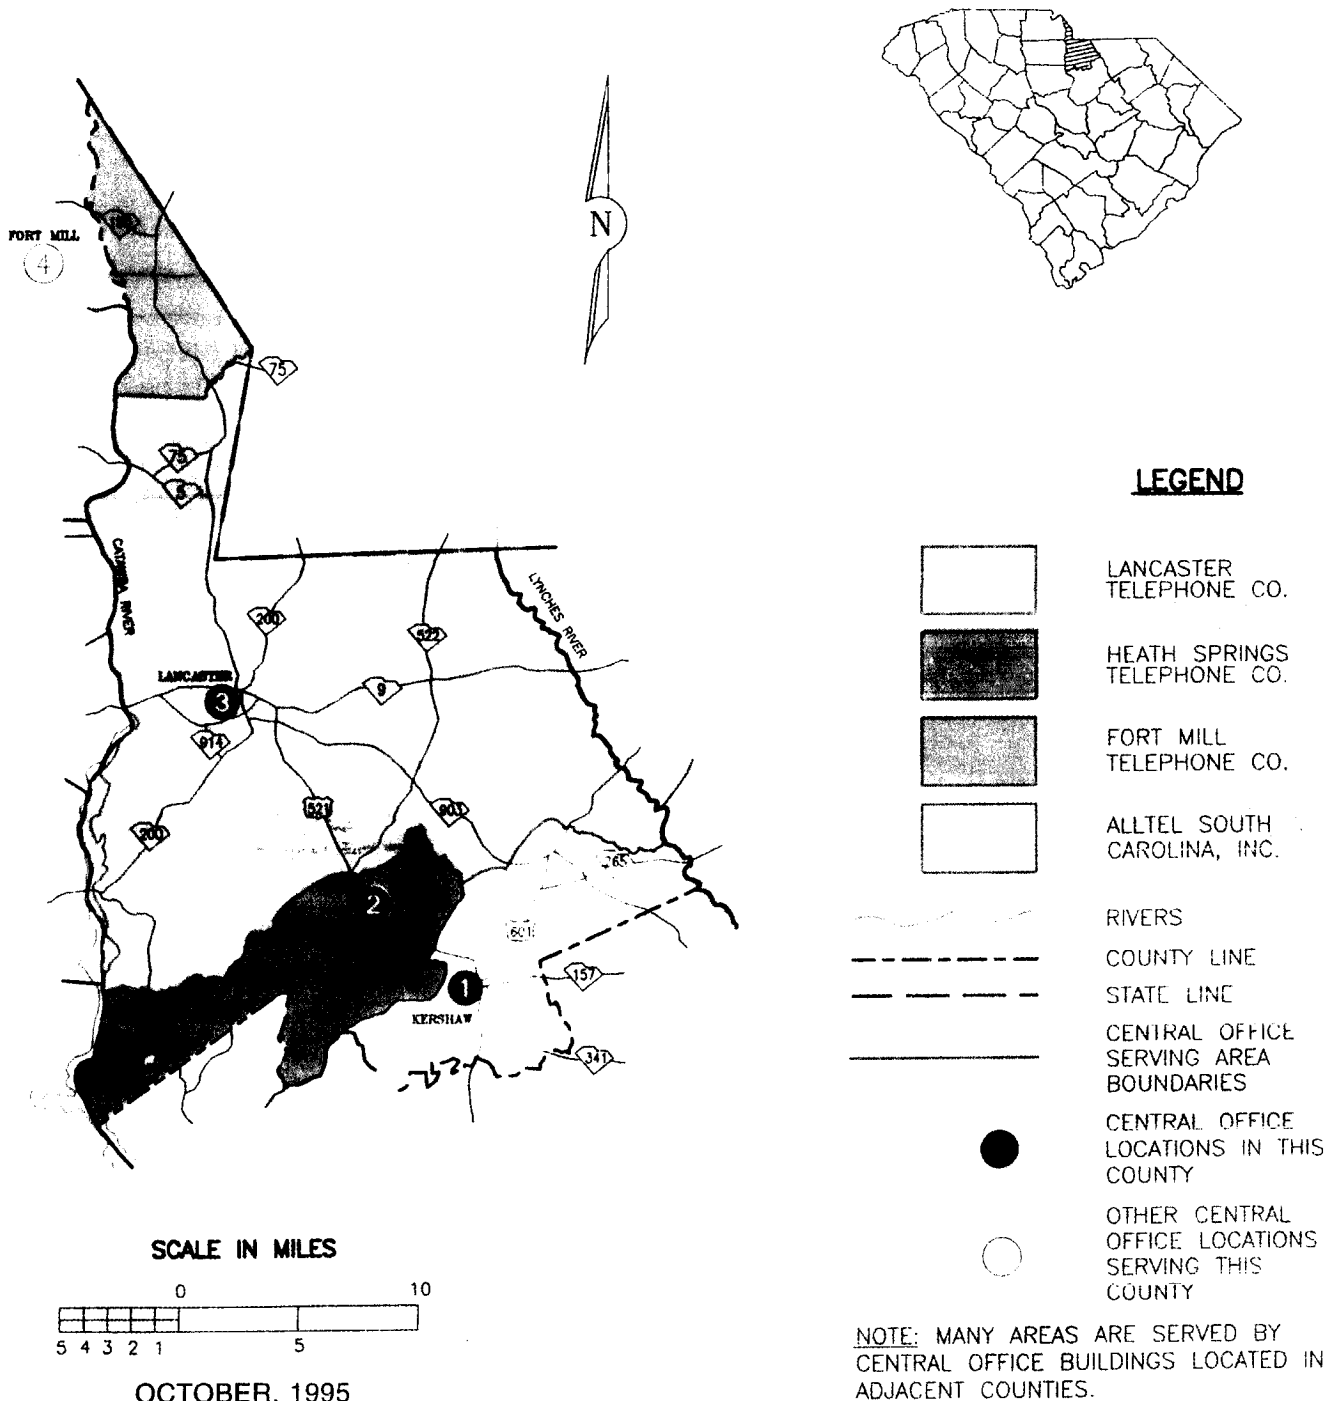 FORT MILL
4
N
75
75
5
CATAWBA RIVER
LYNCHES RIVER
200
522
LANCASTER
3
9
914
521
903
200
265
2
601
1
157
KERSHAW
341
LEGEND
LANCASTER
TELEPHONE CO.
HEATH SPRINGS
TELEPHONE CO.
FORT MILL
TELEPHONE CO.
ALLTEL SOUTH
CAROLINA, INC.
RIVERS
COUNTY LINE
STATE LINE
CENTRAL OFFICE
SERVING AREA
BOUNDARIES
CENTRAL OFFICE
LOCATIONS IN THIS
COUNTY
OTHER CENTRAL
OFFICE LOCATIONS
SERVING THIS
COUNTY
NOTE: MANY AREAS ARE SERVED BY
CENTRAL OFFICE BUILDINGS LOCATED IN
ADJACENT COUNTIES.
SCALE IN MILES
0 10
5 4 3 2 1 5
OCTOBER, 1995